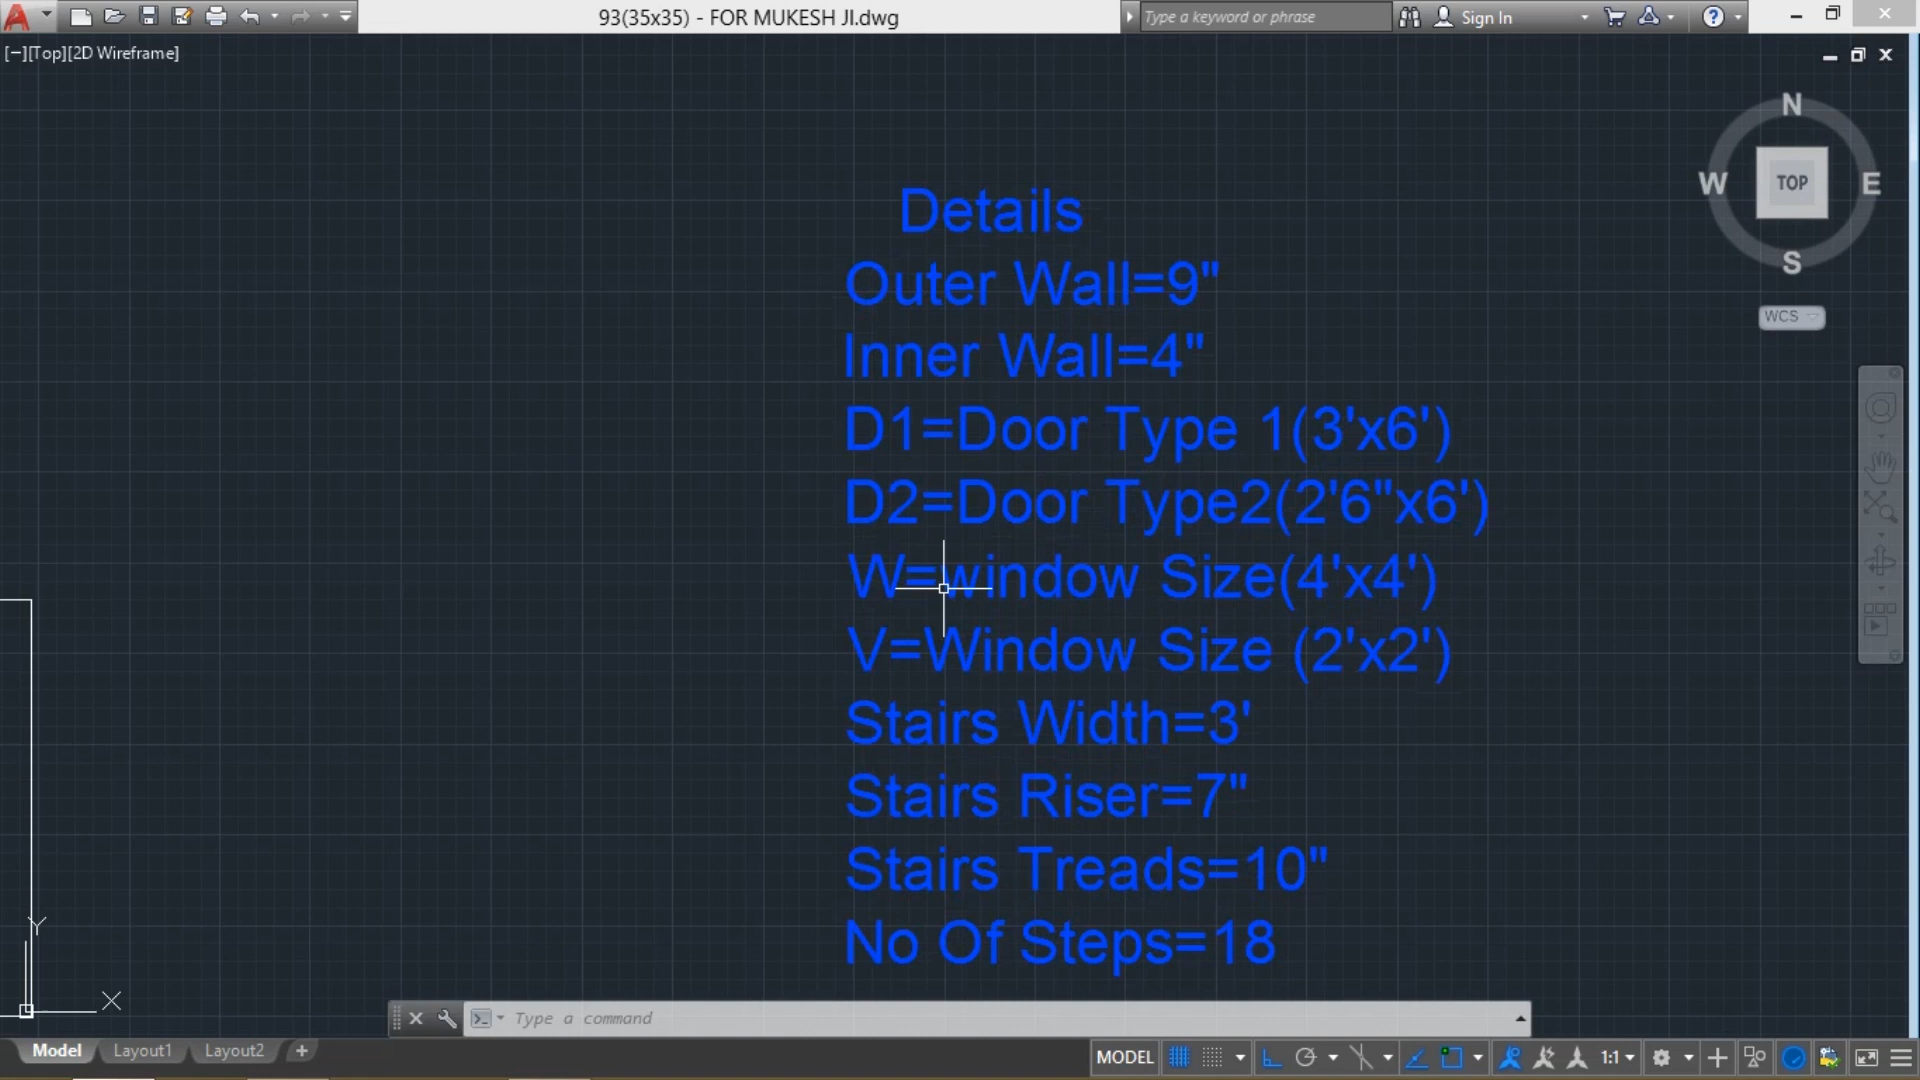 93(35x35) - FOR MUKESH JI.dwg
Type a keyword or phrase
Sign In
[−][Top][2D Wireframe]
N
W
TOP
E
S
WCS
Details
Outer Wall=9"
Inner Wall=4"
D1=Door Type 1(3'x6')
D2=Door Type2(2'6"x6')
W=window Size(4'x4')
V=Window Size (2'x2')
Stairs Width=3'
Stairs Riser=7"
Stairs Treads=10"
No Of Steps=18
Y
X
Type a command
Model
Layout1
Layout2
MODEL
1:1